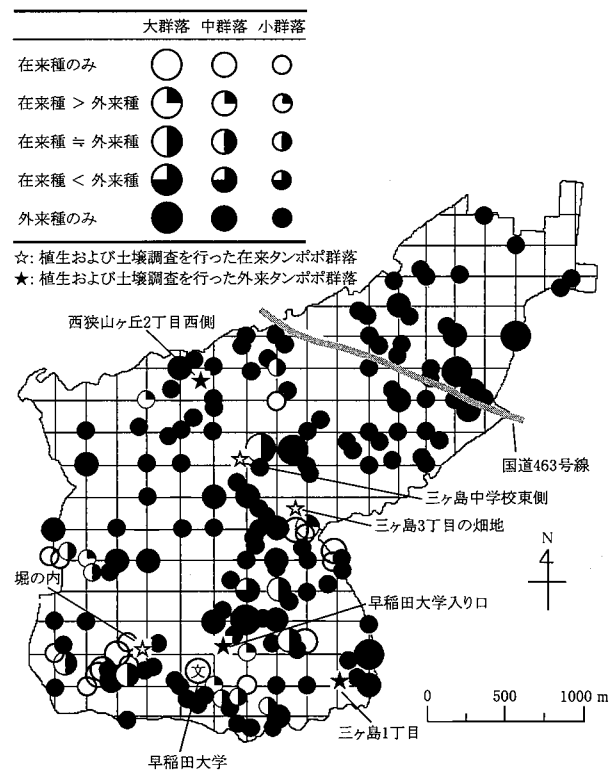 大群落 中群落 小群落
在来種のみ
在来種 > 外来種
在来種 ≒ 外来種
在来種 < 外来種
外来種のみ
☆: 植生および土壌調査を行った在来タンポポ群落
★: 植生および土壌調査を行った外来タンポポ群落
西狭山ヶ丘2丁目西側
国道463号線
三ヶ島中学校東側
三ヶ島3丁目の畑地
N
堀の内
早稲田大学入り口
文
0 500 1000 m
三ヶ島1丁目
早稲田大学